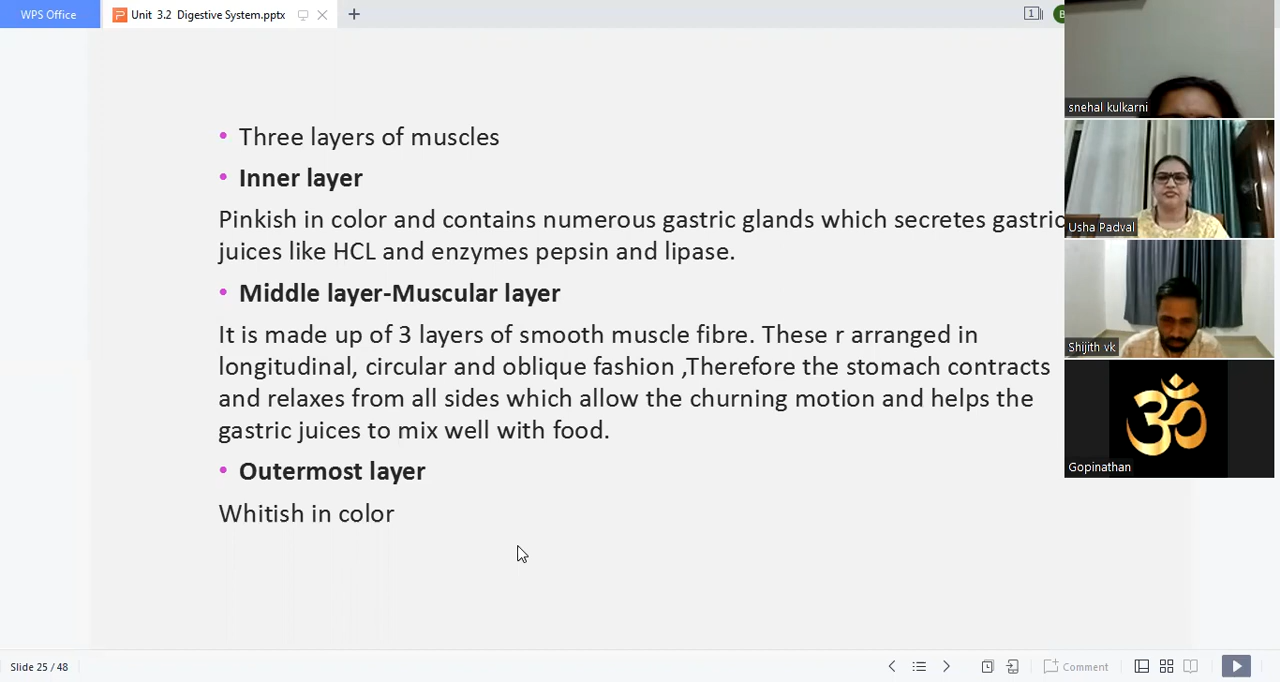 WPS Office
Unit 3.2 Digestive System.pptx
1
B
• Three layers of muscles
• Inner layer
Pinkish in color and contains numerous gastric glands which secretes gastric
juices like HCL and enzymes pepsin and lipase.
• Middle layer-Muscular layer
It is made up of 3 layers of smooth muscle fibre. These r arranged in
longitudinal, circular and oblique fashion ,Therefore the stomach contracts
and relaxes from all sides which allow the churning motion and helps the
gastric juices to mix well with food.
• Outermost layer
Whitish in color
snehal kulkarni
Usha Padval
Shijith vk
ॐ
Gopinathan
Slide 25 / 48
Comment